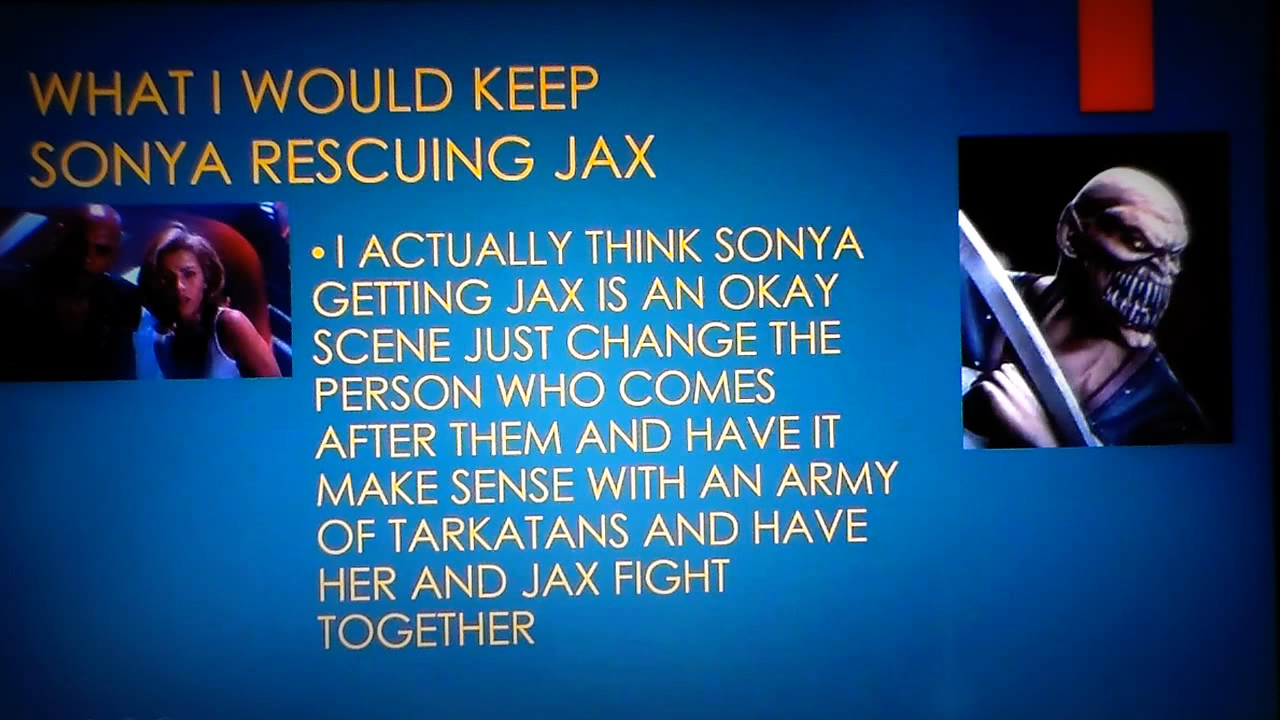 WHAT I WOULD KEEP
SONYA RESCUING JAX
• I ACTUALLY THINK SONYA
GETTING JAX IS AN OKAY
SCENE JUST CHANGE THE
PERSON WHO COMES
AFTER THEM AND HAVE IT
MAKE SENSE WITH AN ARMY
OF TARKATANS AND HAVE
HER AND JAX FIGHT
TOGETHER